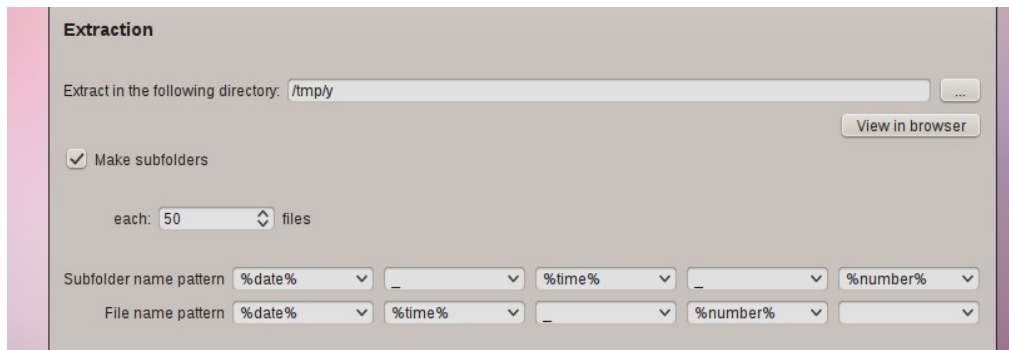 Extraction
Extract in the following directory: /tmp/y ...
View in browser
Make subfolders
each: 50 files
Subfolder name pattern %date% _ %time% _ %number%
File name pattern %date% %time% _ %number%